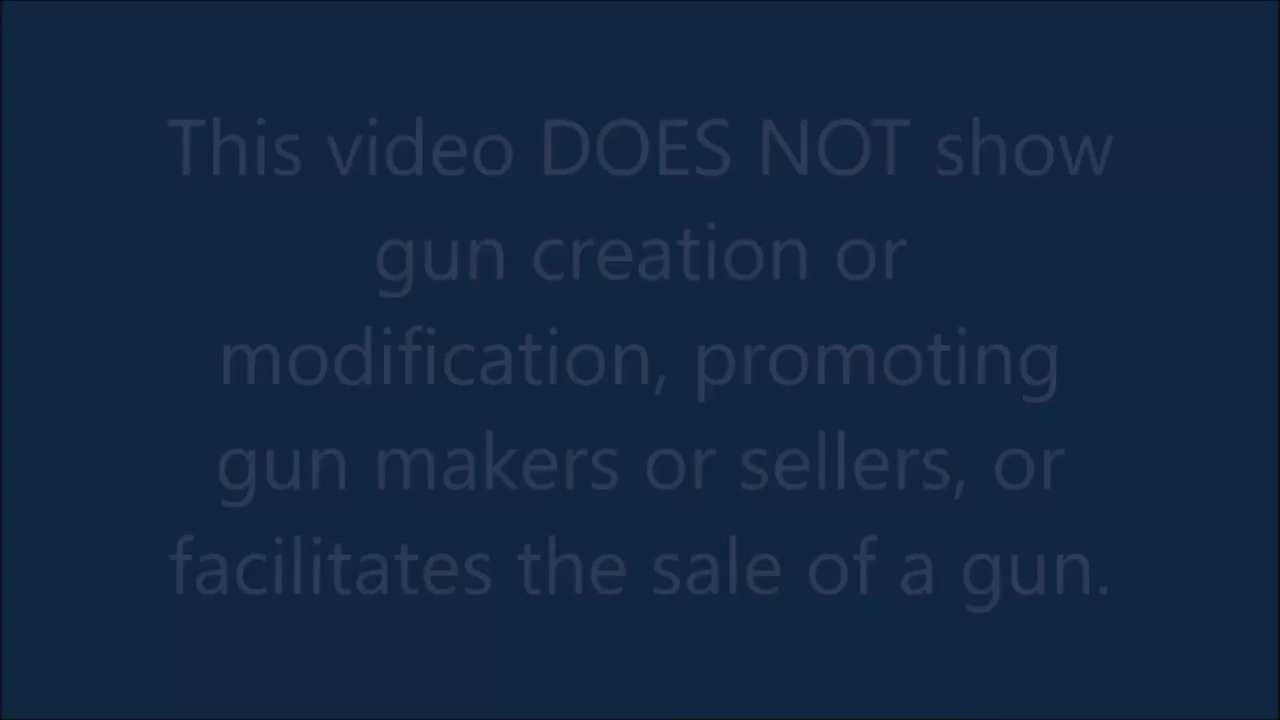 This video DOES NOT show
gun creation or
modification, promoting
gun makers or sellers, or
facilitates the sale of a gun.